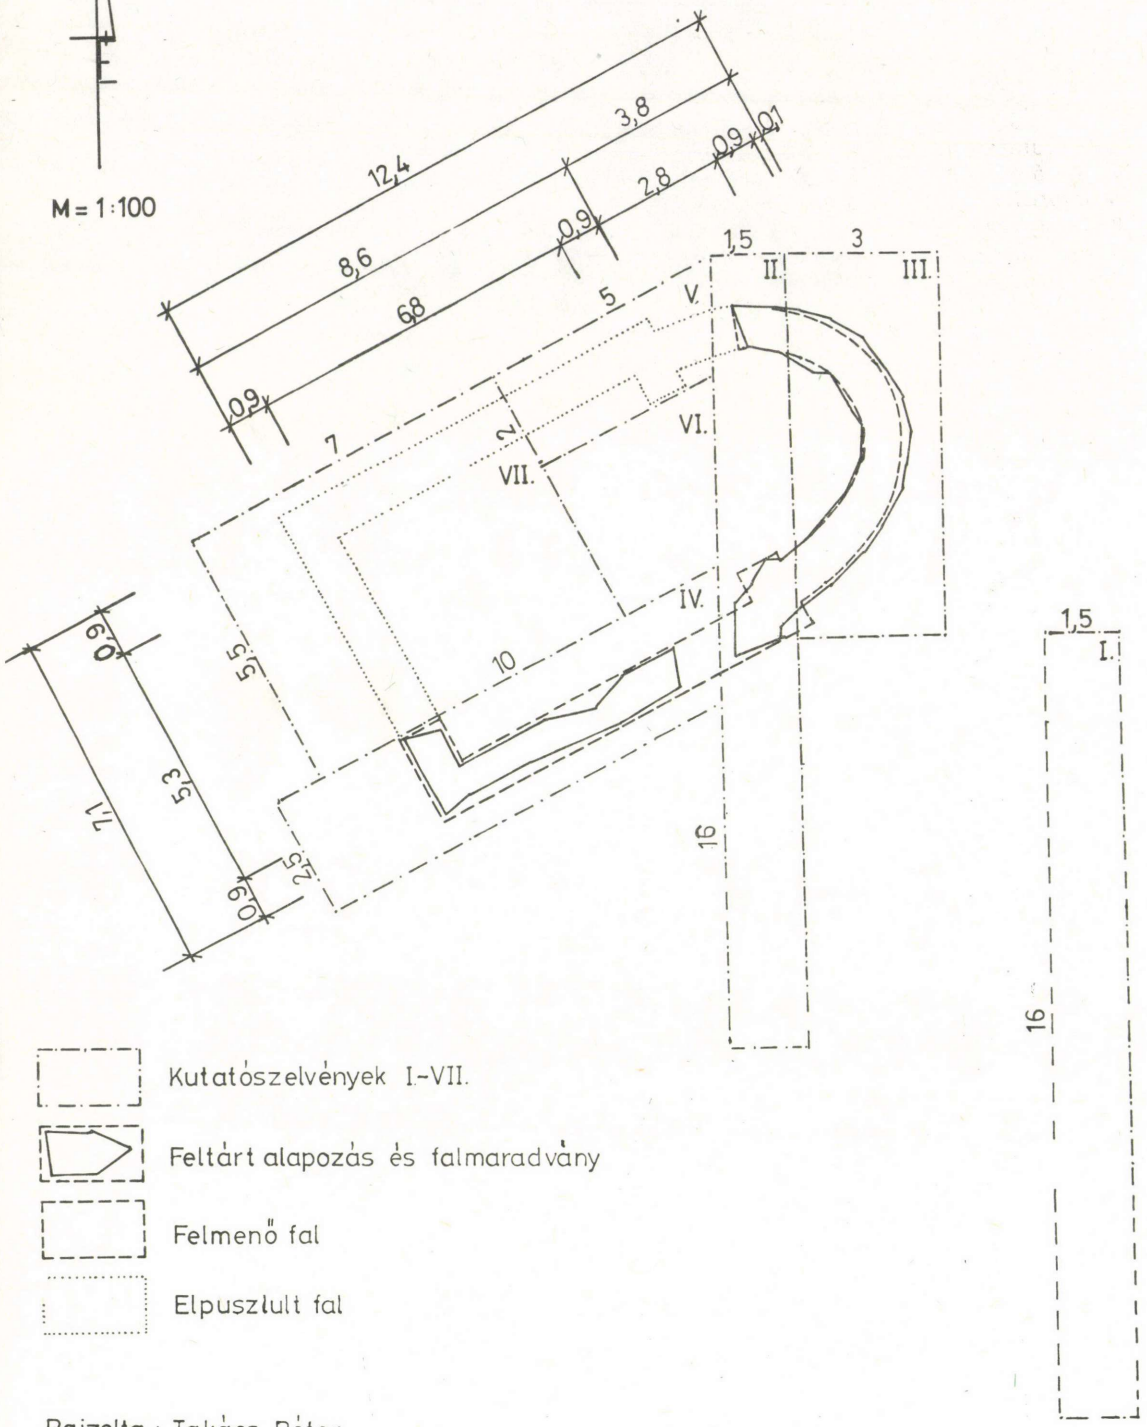 M = 1:100
12,4
3,8
8,6
0,9
0,1
2,8
0,9
6,8
0,9
1,5
3
II.
III.
5
V.
7
2
VI.
VII.
5,5
IV.
10
0,9
5,3
7,1
2,5
0,9
16
1,5
I.
16
Kutatószelvények I.-VII.
Feltárt alapozás és falmaradvány
Felmenő fal
Elpusztult fal
Rajzolta: Takács Péter